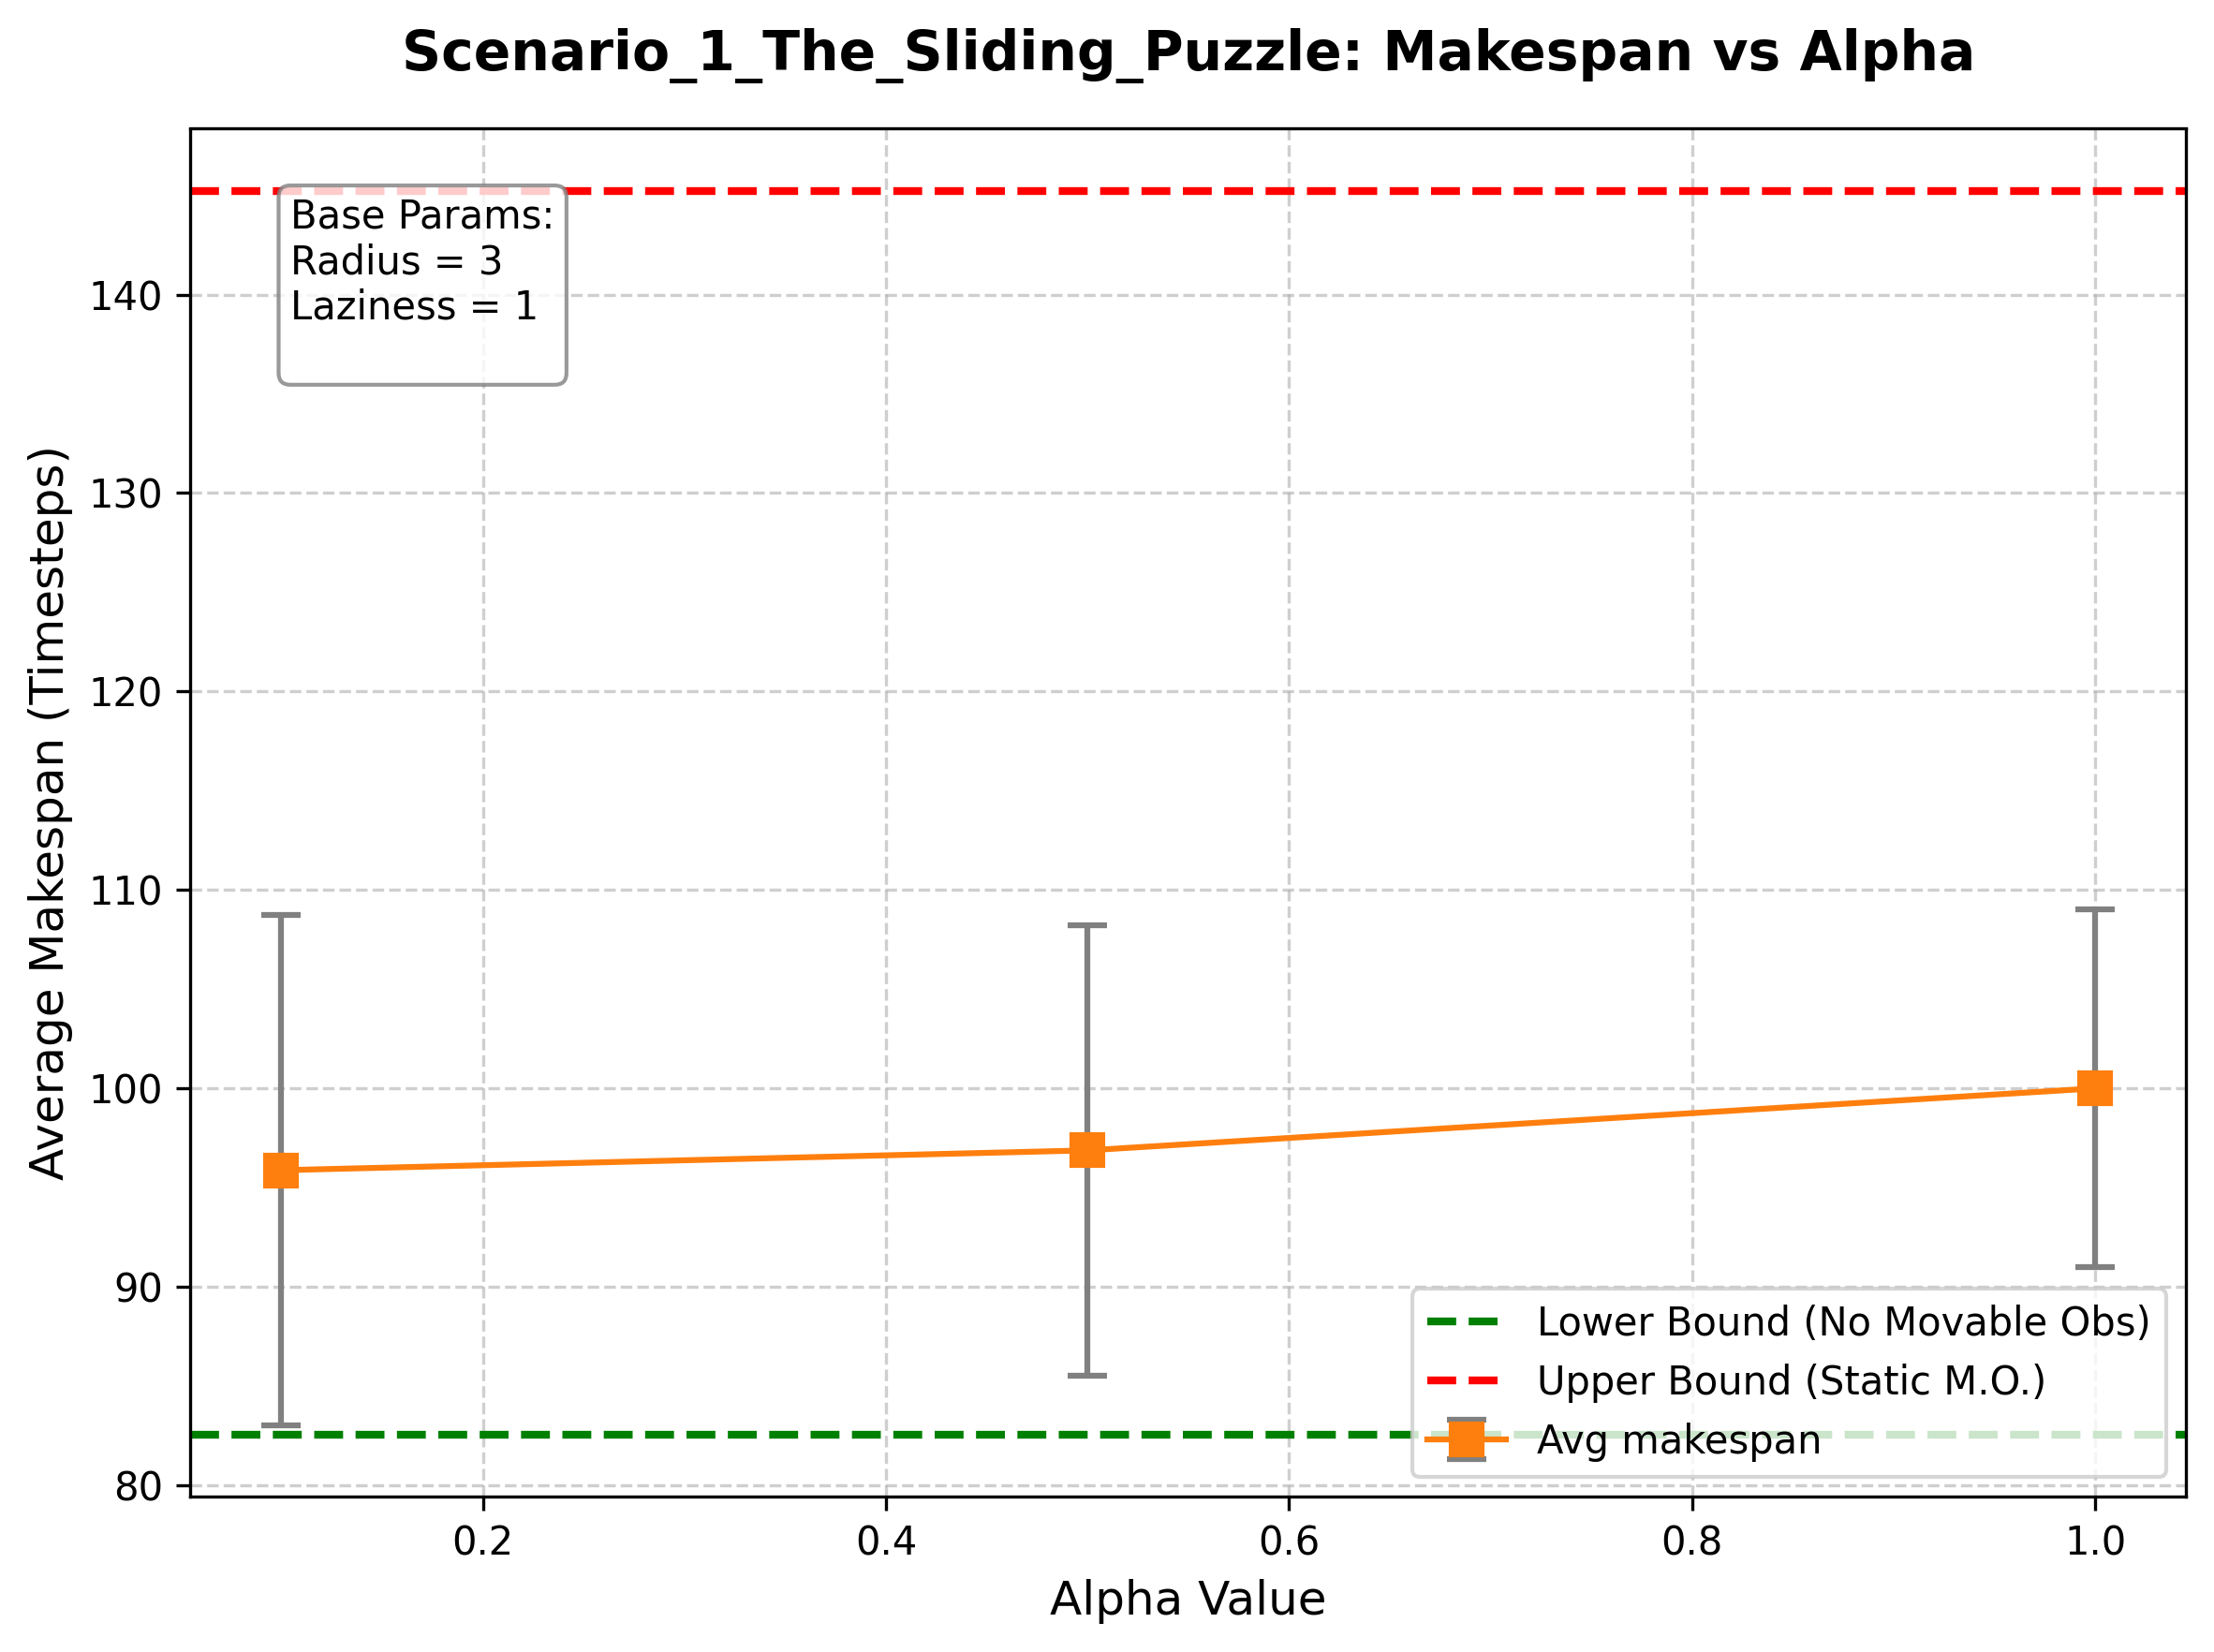 Scenario_1_The_Sliding_Puzzle: Makespan vs Alpha
Base Params:
Radius = 3
Laziness = 1
Average Makespan (Timesteps)
140
130
120
110
100
90
80
Lower Bound (No Movable Obs)
Upper Bound (Static M.O.)
Avg makespan
0.2
0.4
0.6
0.8
1.0
Alpha Value